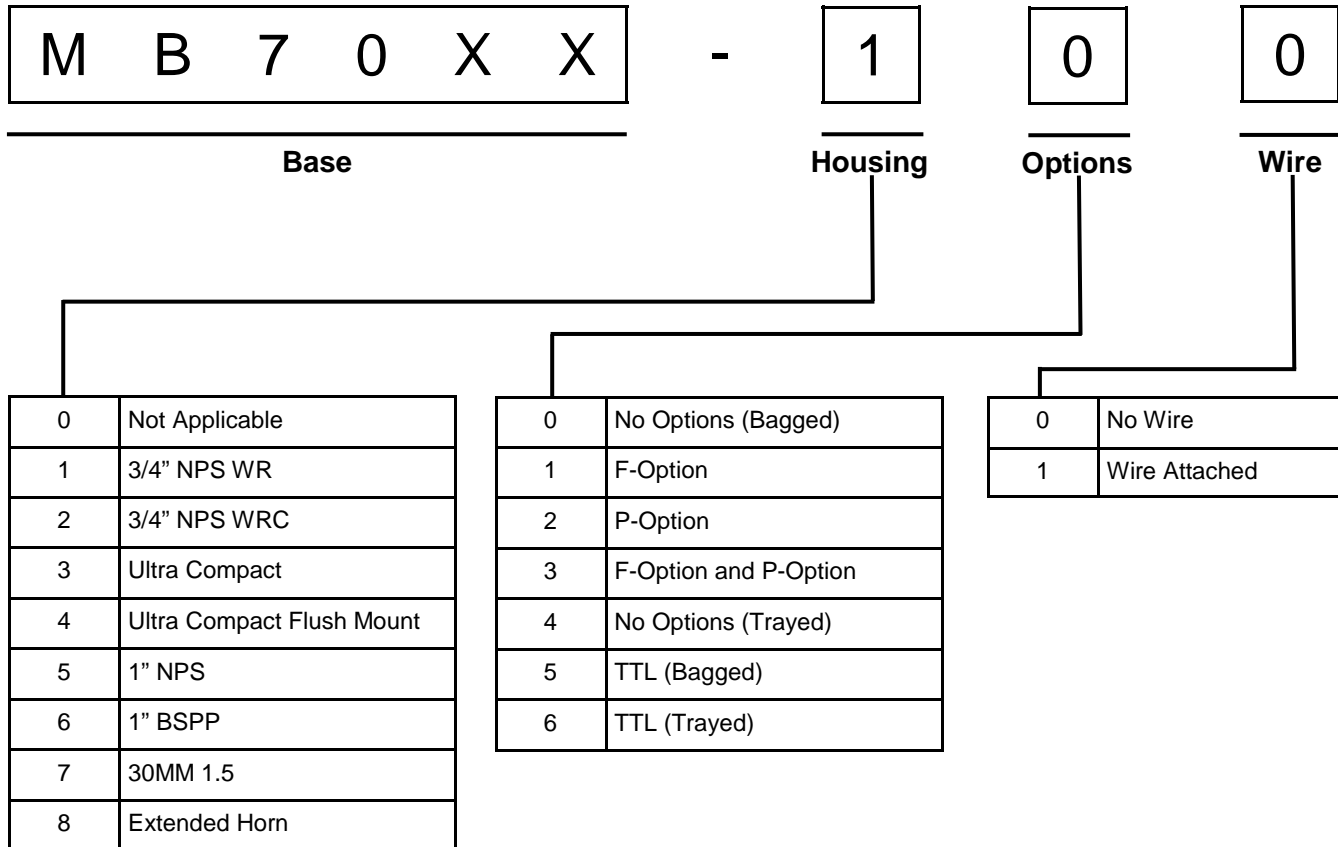 M B 7 0 X X - 1 0 0
Base Housing Options Wire
0 Not Applicable
1 3/4” NPS WR
2 3/4” NPS WRC
3 Ultra Compact
4 Ultra Compact Flush Mount
5 1” NPS
6 1” BSPP
7 30MM 1.5
8 Extended Horn
0 No Options (Bagged)
1 F-Option
2 P-Option
3 F-Option and P-Option
4 No Options (Trayed)
5 TTL (Bagged)
6 TTL (Trayed)
0 No Wire
1 Wire Attached